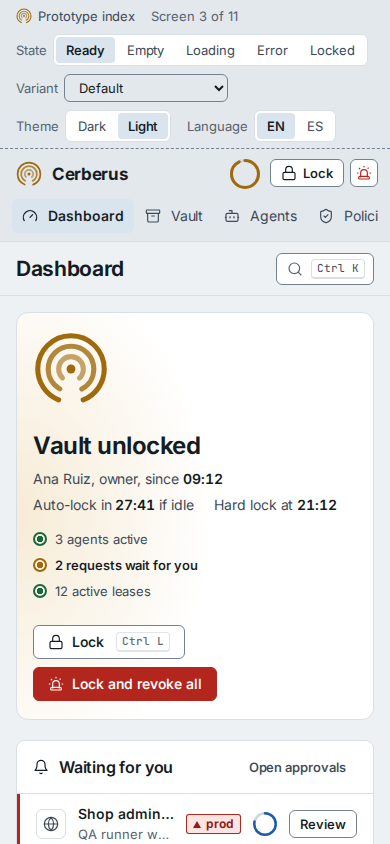 Prototype index Screen 3 of 11
State Ready Empty Loading Error Locked
Variant Default
Theme Dark Light Language EN ES
Cerberus Lock
Dashboard Vault Agents Polici
Dashboard Ctrl K
Vault unlocked
Ana Ruiz, owner, since 09:12
Auto-lock in 27:41 if idle Hard lock at 21:12
3 agents active
2 requests wait for you
12 active leases
Lock Ctrl L
Lock and revoke all
Waiting for you Open approvals
Shop admin... prod Review
QA runner w...